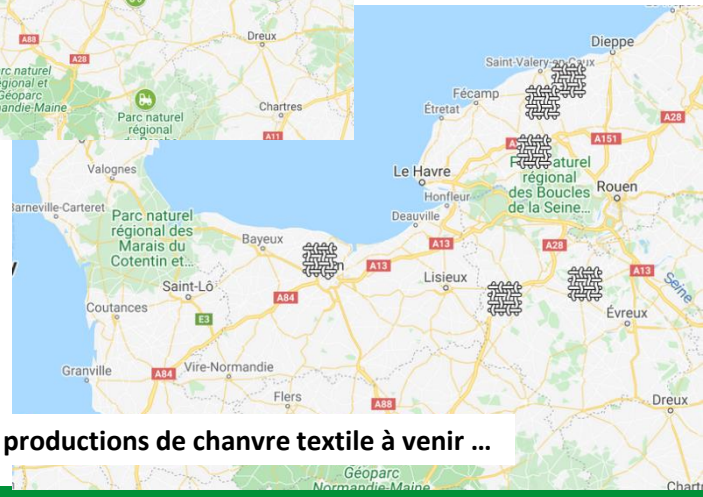 Dreux
A88
A28
Parc naturel
régional et
Géoparc
Normandie-Maine
Chartres
Parc naturel
régional
A11
Dieppe
Saint-Valery-en-Caux
Fécamp
Étretat
A28
A151
Valognes
Le Havre
régional
des Boucles
de la Seine...
Rouen
Honfleur
Barneville-Carteret
Parc naturel
régional des
Marais du
Cotentin et...
Deauville
Bayeux
A13
A28
A13
A13
Lisieux
Seine
Saint-Lô
A84
Coutances
E3
Évreux
Granville
A84
Vire-Normandie
Flers
A88
Dreux
productions de chanvre textile à venir ...
Géoparc
Normandie-Maine